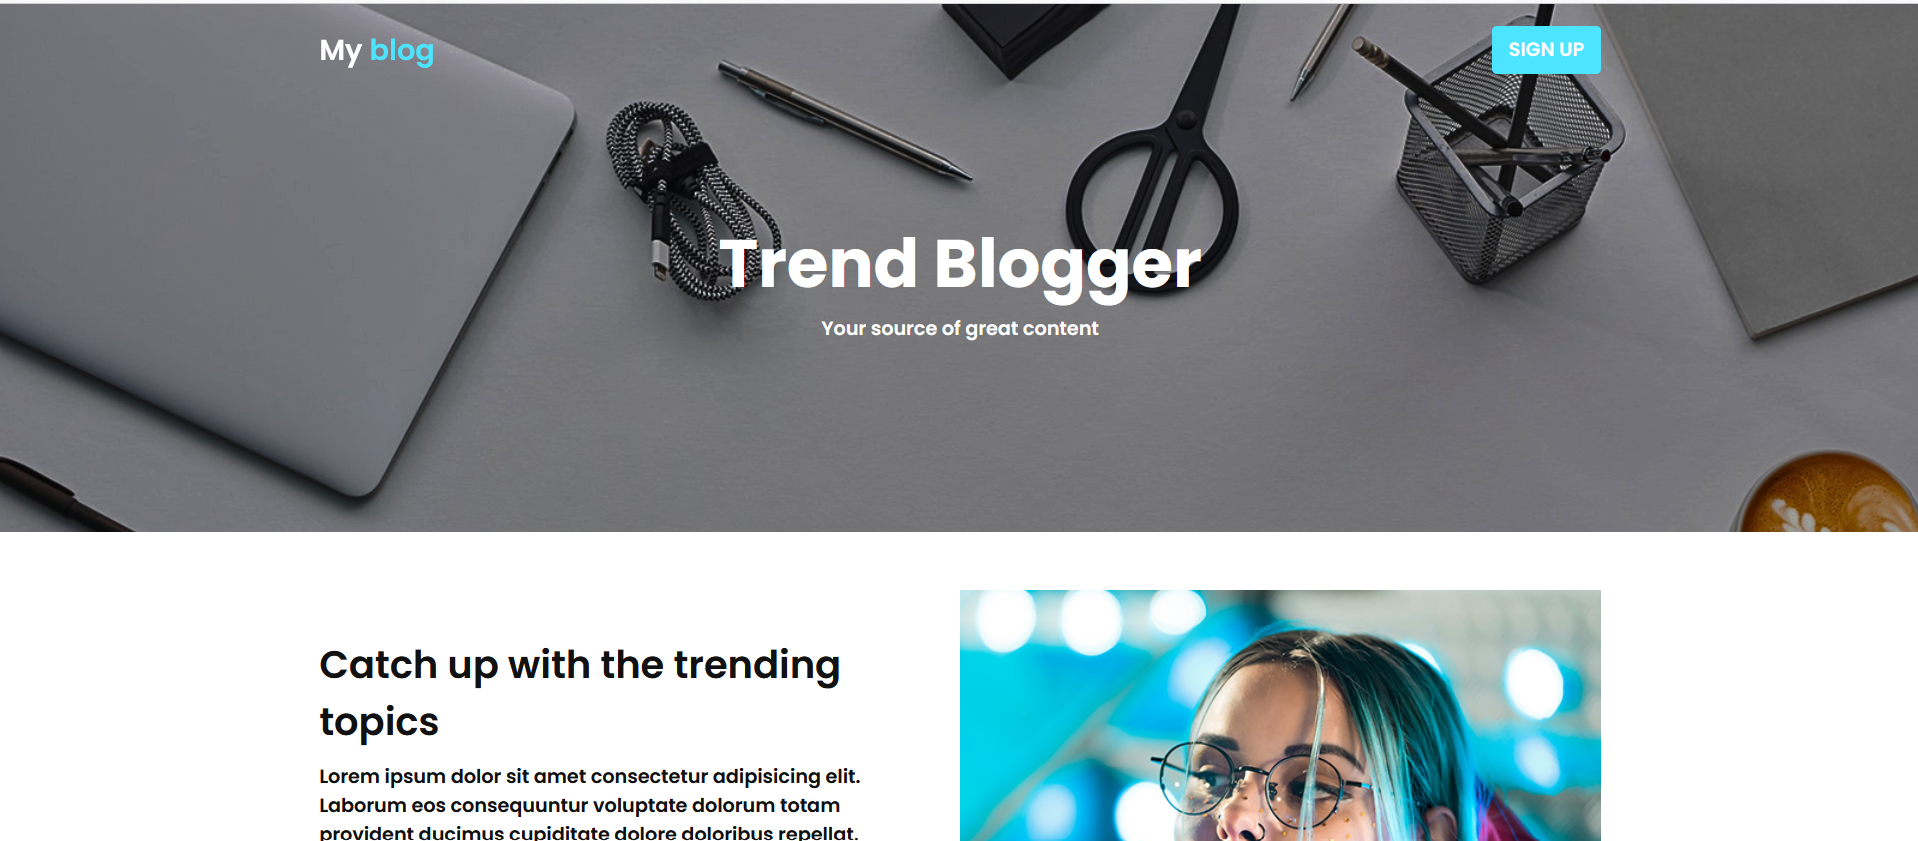 My blog
SIGN UP
Trend Blogger
Your source of great content
Catch up with the trending
topics
Lorem ipsum dolor sit amet consectetur adipisicing elit.
Laborum eos consequuntur voluptate dolorum totam
provident ducimus cupiditate dolore doloribus repellat.